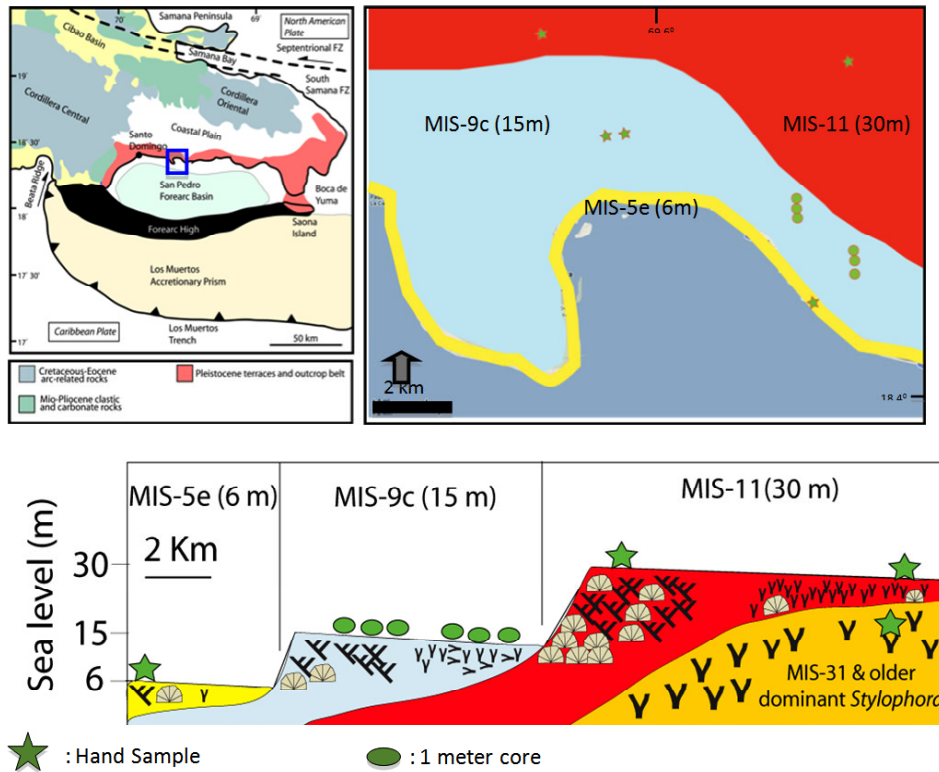 Samana Peninsula
69'
North American
Plate
Cibao Basin
Septentrional FZ
Samana Bay
South
Samana FZ
19'
Cordillera
Oriental
Cordillera Central
Coastal Plain
Santo
Domingo
18' 30'
Beata Ridge
San Pedro
Forearc Basin
Boca de
Yuma
18'
Saona
Island
Forearc High
Los Muertos
Accretionary Prism
17' 30'
Caribbean Plate
Los Muertos
Trench
50 km
17'
Cretaceous-Eocene
arc-related rocks
Pleistocene terraces and outcrop belt
Mio-Pliocene clastic
and carbonate rocks
69.6°
MIS-9c (15m)
MIS-11 (30m)
MIS-5e (6m)
2 km
18.4°
MIS-5e (6 m)
MIS-9c (15 m)
MIS-11(30 m)
2 Km
Sea level (m)
30
15
6
MIS-31 & older
dominant Stylophora
: Hand Sample
: 1 meter core